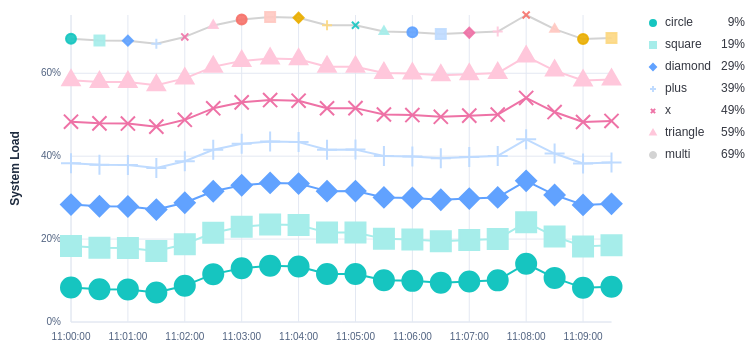 System Load
60%
40%
20%
0%
11:00:00 11:01:00 11:02:00 11:03:00 11:04:00 11:05:00 11:06:00 11:07:00 11:08:00 11:09:00
circle 9%
square 19%
diamond 29%
plus 39%
x 49%
triangle 59%
multi 69%